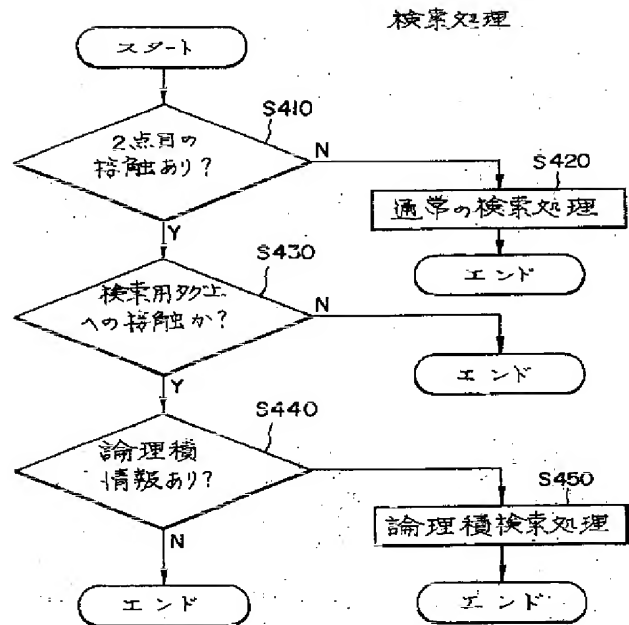 検索処理
スタート
S410
2点目の
接触あり?
N
S420
通常の検索処理
Y
エンド
S430
検索用タブ上
への接触か?
N
エンド
Y
S440
論理積
情報あり?
S450
論理積検索処理
N
エンド
エンド